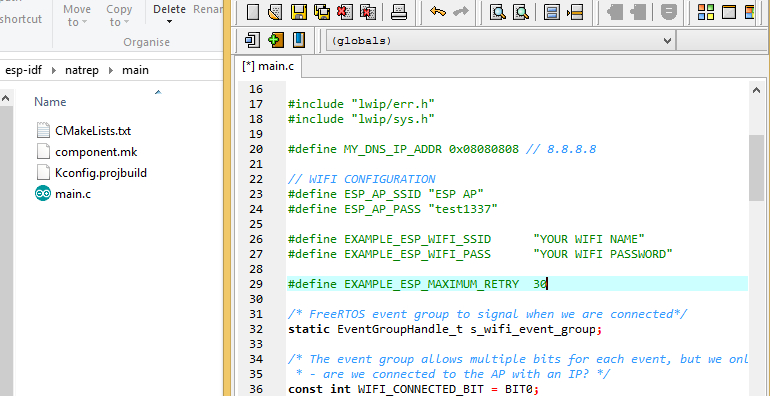 shortcut
Delete
Rename
to
Organise
esp-idf
natrep
main
Name
CMakeLists.txt
component.mk
Kconfig.projbuild
main.c
(globals)
[*] main.c
16
17 #include "lwip/err.h"
18 #include "lwip/sys.h"
19
20 #define MY_DNS_IP_ADDR 0x08080808 // 8.8.8.8
21
22 // WIFI CONFIGURATION
23 #define ESP_AP_SSID "ESP AP"
24 #define ESP_AP_PASS "test1337"
25
26 #define EXAMPLE_ESP_WIFI_SSID "YOUR WIFI NAME"
27 #define EXAMPLE_ESP_WIFI_PASS "YOUR WIFI PASSWORD"
28
29 #define EXAMPLE_ESP_MAXIMUM_RETRY 30
30
31 /* FreeRTOS event group to signal when we are connected*/
32 static EventGroupHandle_t s_wifi_event_group;
33
34 /* The event group allows multiple bits for each event, but we onl
35 * - are we connected to the AP with an IP? */
36 const int WIFI_CONNECTED_BIT = BIT0;